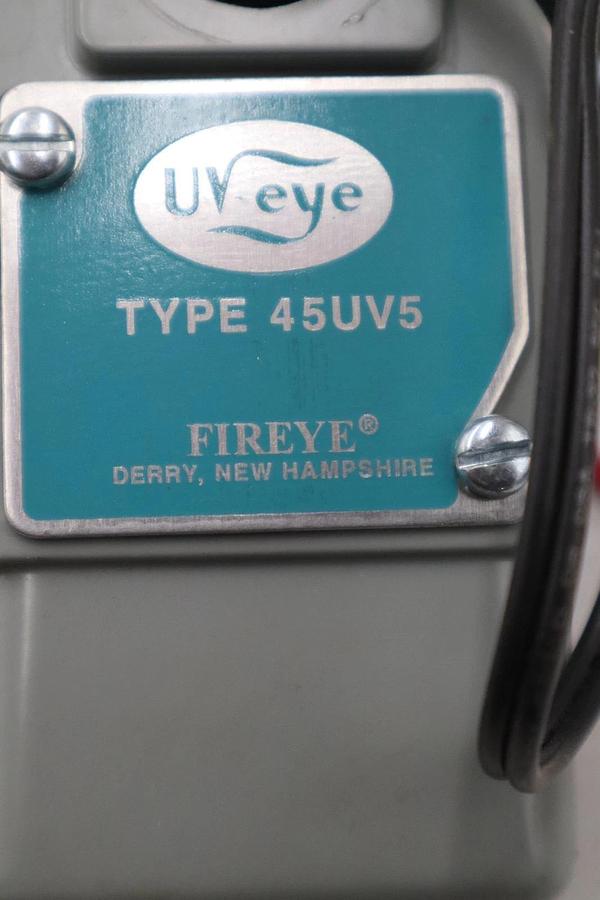 UV eye
TYPE 45UV5
FIREYE®
DERRY, NEW HAMPSHIRE